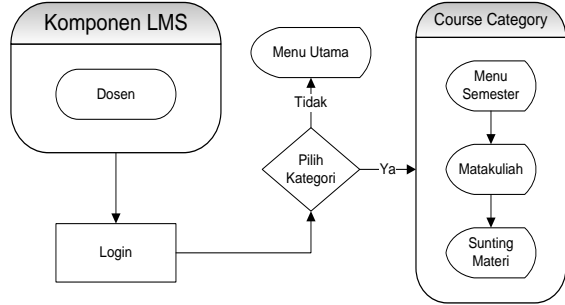 Komponen LMS
Dosen
Login
Menu Utama
Tidak
Pilih
Kategori
Ya
Course Category
Menu
Semester
Matakuliah
Sunting
Materi